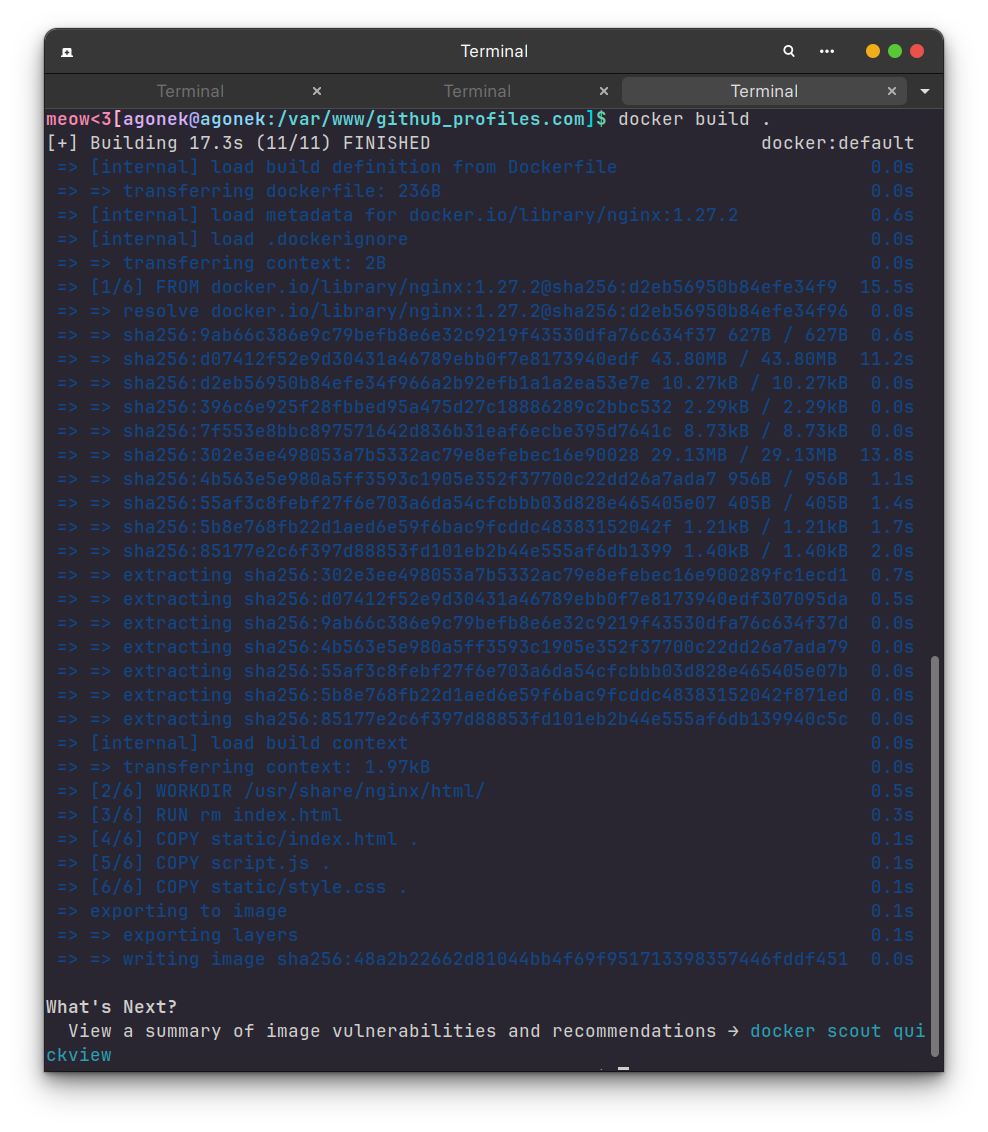 Terminal
Terminal
Terminal
Terminal
meow<3[agonek@agonek:/var/www/github_profiles.com]$ docker build .
[+] Building 17.3s (11/11) FINISHED docker:default
=> [internal] load build definition from Dockerfile 0.0s
=> => transferring dockerfile: 236B 0.0s
=> [internal] load metadata for docker.io/library/nginx:1.27.2 0.6s
=> [internal] load .dockerignore 0.0s
=> => transferring context: 2B 0.0s
=> [1/6] FROM docker.io/library/nginx:1.27.2@sha256:d2eb56950b84efe34f9 15.5s
=> => resolve docker.io/library/nginx:1.27.2@sha256:d2eb56950b84efe34f96 0.0s
=> => sha256:9ab66c386e9c79befb8e6e32c9219f43530dfa76c634f37 627B / 627B 0.6s
=> => sha256:d07412f52e9d30431a46789ebb0f7e8173940edf 43.80MB / 43.80MB 11.2s
=> => sha256:d2eb56950b84efe34f966a2b92efb1a1a2ea53e7e 10.27kB / 10.27kB 0.0s
=> => sha256:396c6e925f28fbbed95a475d27c18886289c2bbc532 2.29kB / 2.29kB 0.0s
=> => sha256:7f553e8bbc897571642d836b31eaf6ecbe395d7641c 8.73kB / 8.73kB 0.0s
=> => sha256:302e3ee498053a7b5332ac79e8efebec16e90028 29.13MB / 29.13MB 13.8s
=> => sha256:4b563e5e980a5ff3593c1905e352f37700c22dd26a7ada7 956B / 956B 1.1s
=> => sha256:55af3c8febf27f6e703a6da54cfcbbb03d828e465405e07 405B / 405B 1.4s
=> => sha256:5b8e768fb22d1aed6e59f6bac9fcddc48383152042f 1.21kB / 1.21kB 1.7s
=> => sha256:85177e2c6f397d88853fd101eb2b44e555af6db1399 1.40kB / 1.40kB 2.0s
=> => extracting sha256:302e3ee498053a7b5332ac79e8efebec16e900289fc1ecd1 0.7s
=> => extracting sha256:d07412f52e9d30431a46789ebb0f7e8173940edf307095da 0.5s
=> => extracting sha256:9ab66c386e9c79befb8e6e32c9219f43530dfa76c634f37d 0.0s
=> => extracting sha256:4b563e5e980a5ff3593c1905e352f37700c22dd26a7ada79 0.0s
=> => extracting sha256:55af3c8febf27f6e703a6da54cfcbbb03d828e465405e07b 0.0s
=> => extracting sha256:5b8e768fb22d1aed6e59f6bac9fcddc48383152042f871ed 0.0s
=> => extracting sha256:85177e2c6f397d88853fd101eb2b44e555af6db139940c5c 0.0s
=> [internal] load build context 0.0s
=> => transferring context: 1.97kB 0.0s
=> [2/6] WORKDIR /usr/share/nginx/html/ 0.5s
=> [3/6] RUN rm index.html 0.3s
=> [4/6] COPY static/index.html . 0.1s
=> [5/6] COPY script.js . 0.1s
=> [6/6] COPY static/style.css . 0.1s
=> exporting to image 0.1s
=> => exporting layers 0.1s
=> => writing image sha256:48a2b22662d81044bb4f69f951713398357446fddf451 0.0s
What's Next?
View a summary of image vulnerabilities and recommendations → docker scout qui
ckview